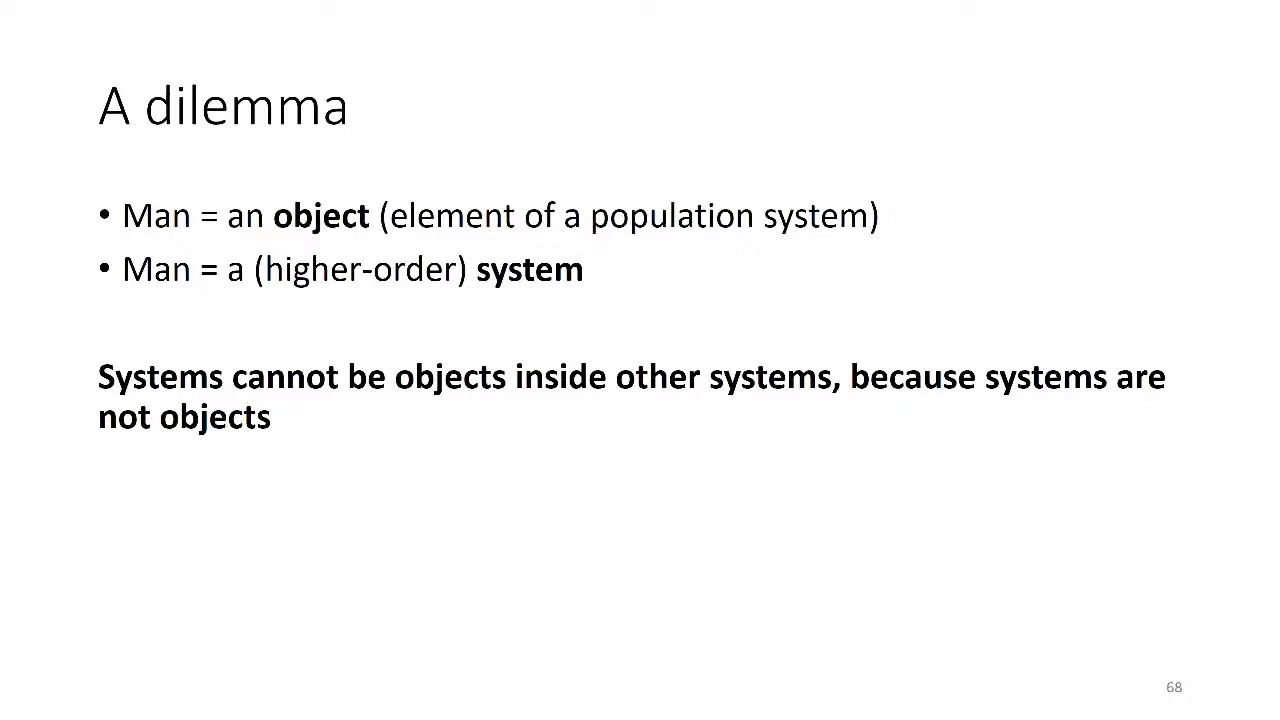 A dilemma
• Man = an object (element of a population system)
• Man = a (higher-order) system
Systems cannot be objects inside other systems, because systems are
not objects
68